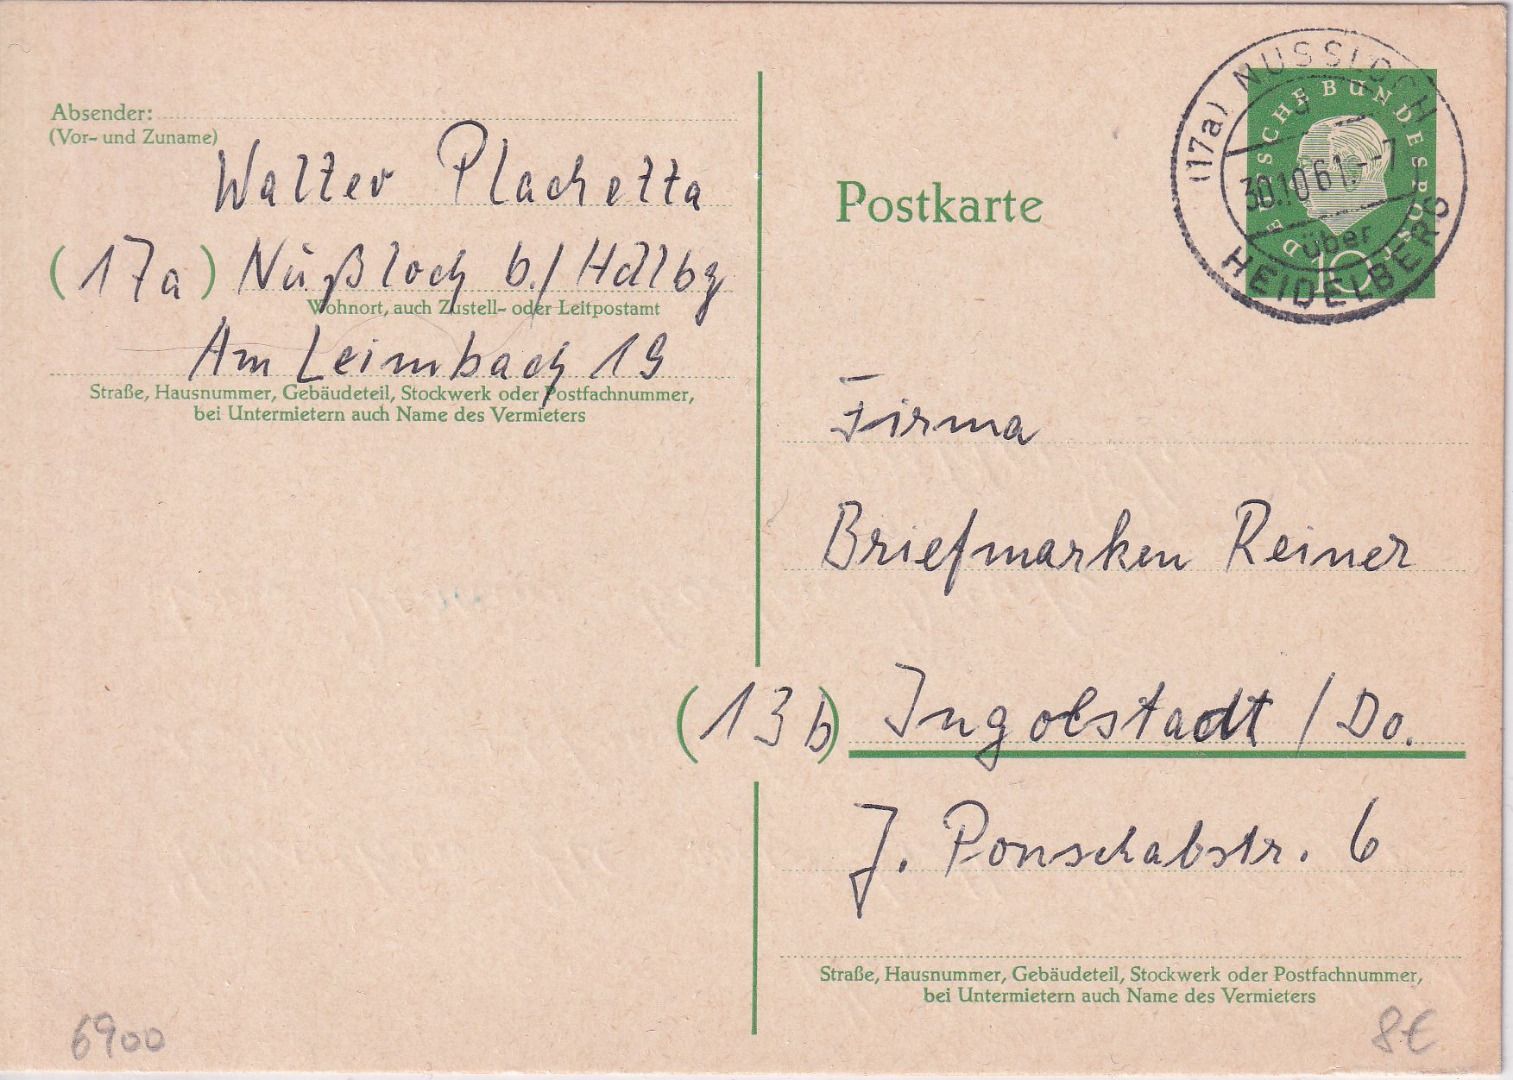 Absender:
(Vor- und Zuname)
Walter Plachetta
(17a) Nußloch b./Hdlbg
Wohnort, auch Zustell- oder Leitpostamt
Am Leimbach 19
Straße, Hausnummer, Gebäudeteil, Stockwerk oder Postfachnummer,
bei Untermietern auch Name des Vermieters
6900
Postkarte
DEUTSCHE BUNDESPOST
10
(17a) NUSSLOCH
30.10.61.--7
über
HEIDELBERG
Firma
Briefmarken Reiner
(13b) Ingolstadt/Do.
J. Ponschabstr. 6
Straße, Hausnummer, Gebäudeteil, Stockwerk oder Postfachnummer,
bei Untermietern auch Name des Vermieters
8€